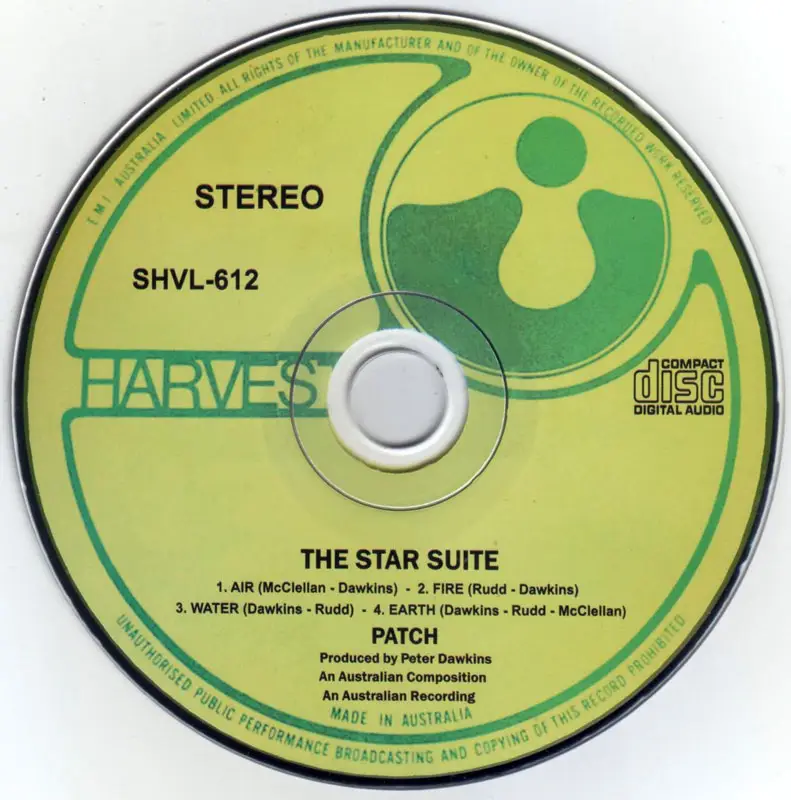 E.M.I. AUSTRALIA LIMITED ALL RIGHTS OF THE MANUFACTURER AND OF THE OWNER OF THE RECORDED WORK RESERVED
STEREO
SHVL-612
HARVEST
COMPACT
disc
DIGITAL AUDIO
THE STAR SUITE
1. AIR (McClellan - Dawkins) - 2. FIRE (Rudd - Dawkins)
3. WATER (Dawkins - Rudd) - 4. EARTH (Dawkins - Rudd - McClellan)
PATCH
Produced by Peter Dawkins
An Australian Composition
An Australian Recording
MADE IN AUSTRALIA
UNAUTHORISED PUBLIC PERFORMANCE BROADCASTING AND COPYING OF THIS RECORD PROHIBITED